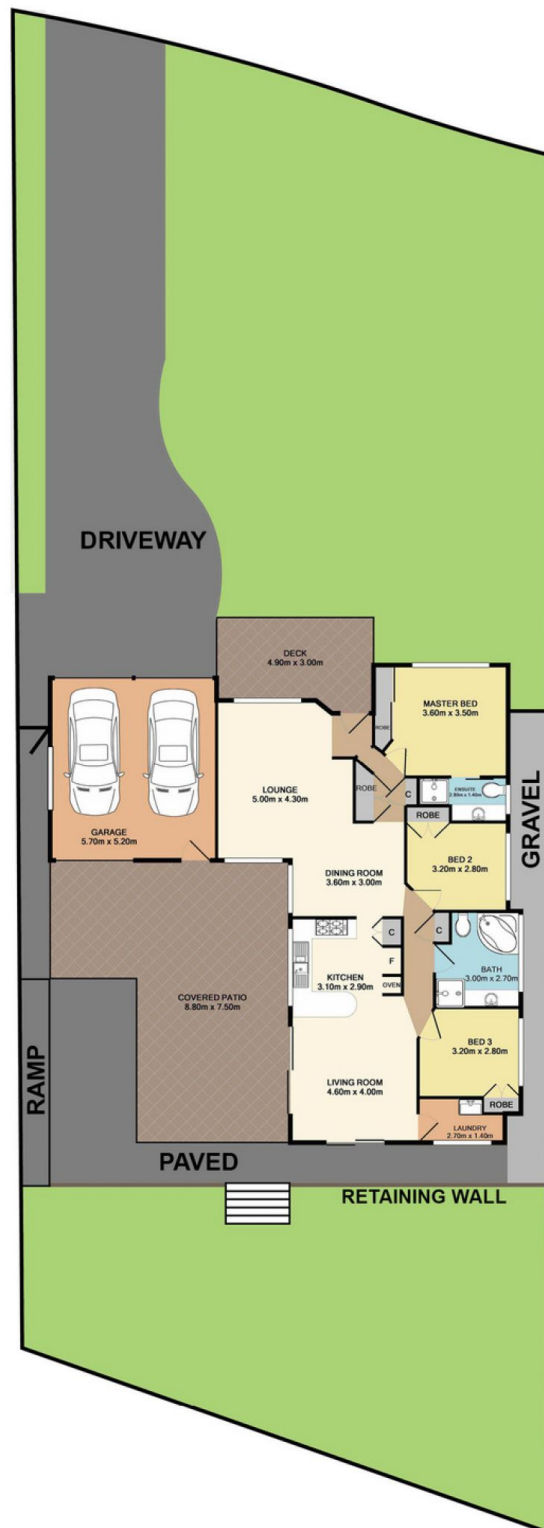 DRIVEWAY
DECK
4.90m x 3.00m
MASTER BED
3.60m x 3.50m
ROBE
GARAGE
5.70m x 5.20m
LOUNGE
5.00m x 4.30m
ROBE
C
ENSUITE
2.80m x 1.40m
ROBE
GRAVEL
BED 2
3.20m x 2.80m
DINING ROOM
3.60m x 3.00m
C
C
F
OVEN
KITCHEN
3.10m x 2.90m
BATH
3.00m x 2.70m
COVERED PATIO
8.80m x 7.50m
RAMP
BED 3
3.20m x 2.80m
ROBE
LIVING ROOM
4.60m x 4.00m
LAUNDRY
2.70m x 1.40m
PAVED
RETAINING WALL